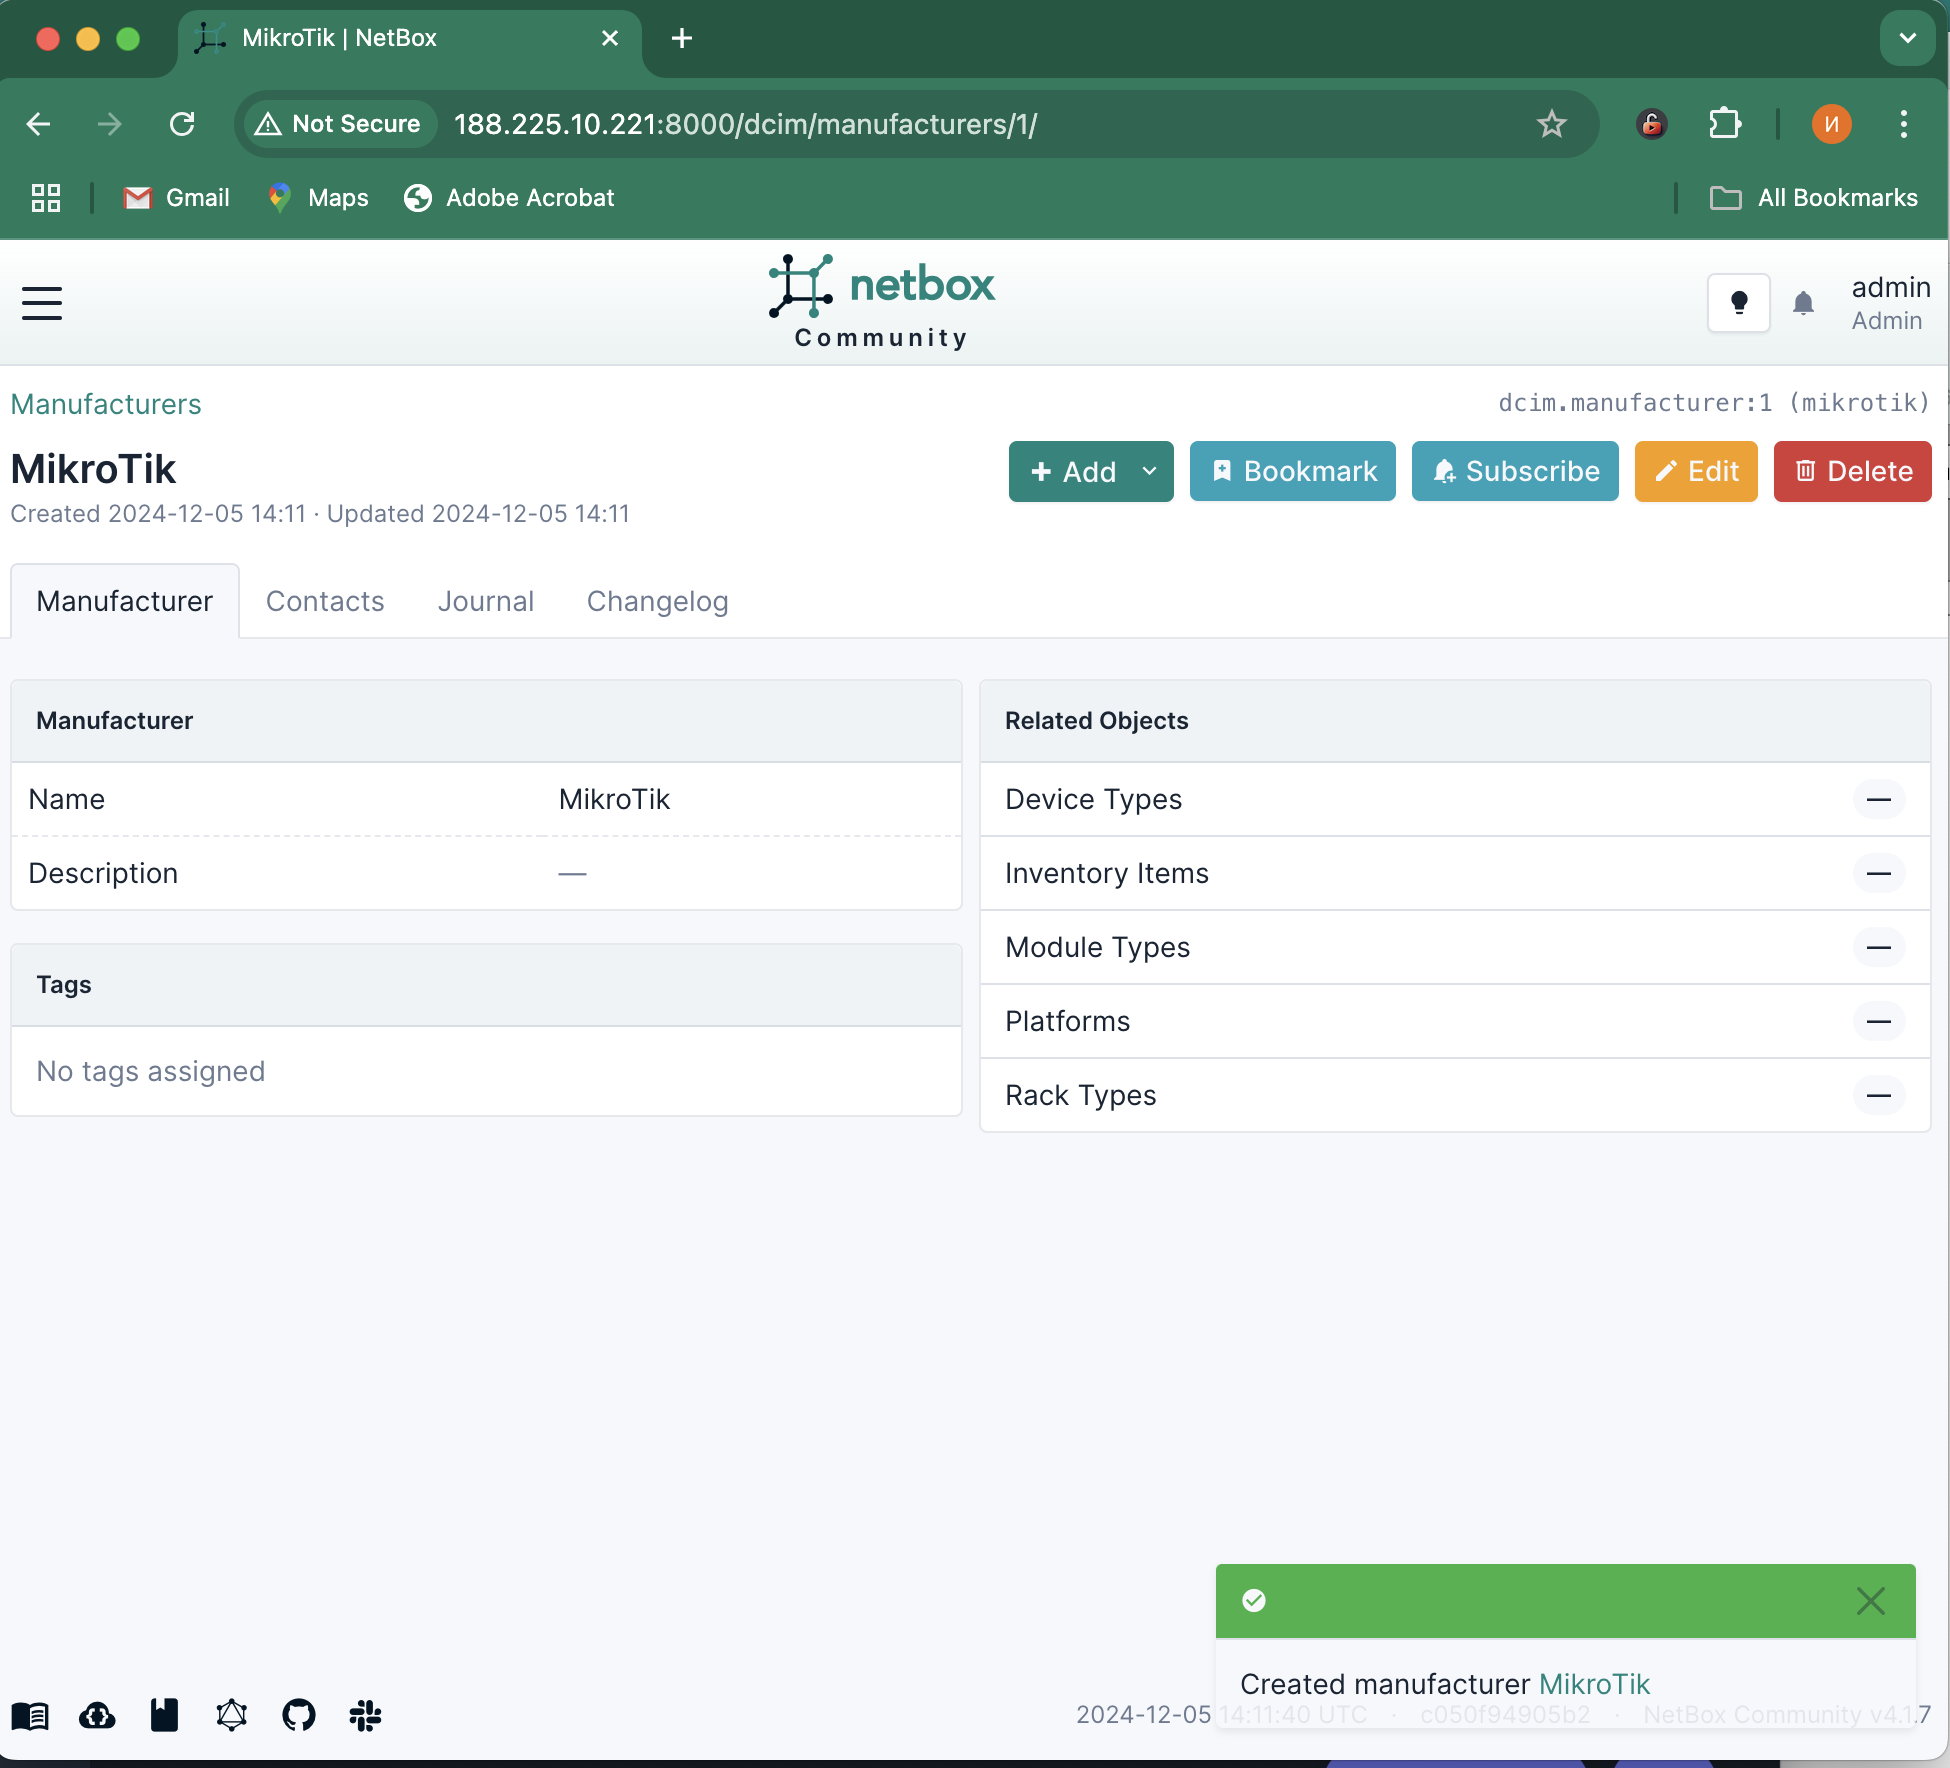 MikroTik | NetBox
Not Secure
188.225.10.221:8000/dcim/manufacturers/1/
И
Gmail
Maps
Adobe Acrobat
All Bookmarks
netbox
Community
admin
Admin
Manufacturers
dcim.manufacturer:1 (mikrotik)
MikroTik
Created 2024-12-05 14:11 · Updated 2024-12-05 14:11
Add
Bookmark
Subscribe
Edit
Delete
Manufacturer
Contacts
Journal
Changelog
Manufacturer
Name
MikroTik
Description
—
Tags
No tags assigned
Related Objects
Device Types
—
Inventory Items
—
Module Types
—
Platforms
—
Rack Types
—
Created manufacturer MikroTik
2024-12-05 14:11:40 UTC · c050f94905b2 · NetBox Community v4.1.7